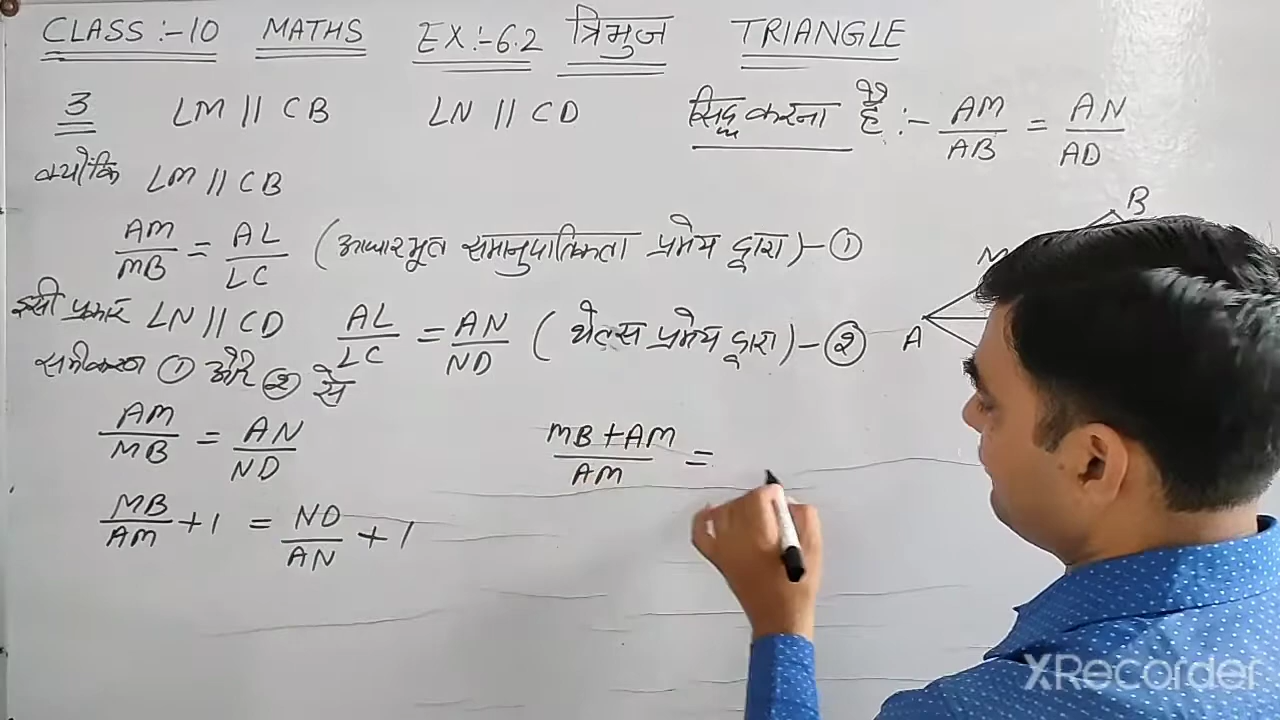 CLASS :- 10 MATHS EX :- 6.2 त्रिभुज TRIANGLE
3 LM || CB LN || CD सिद्ध करना है :- AM/AB = AN/AD
क्योंकि LM || CB
AM/MB = AL/LC (आधारभूत समानुपातिकता प्रमेय द्वारा) - ①
इसी प्रकार LN || CD AL/LC = AN/ND (थेल्स प्रमेय द्वारा) - ②
समीकरण ① और ② से
AM/MB = AN/ND
MB/AM + 1 = ND/AN + 1
MB + AM/AM =
B
M
A
XRecorder